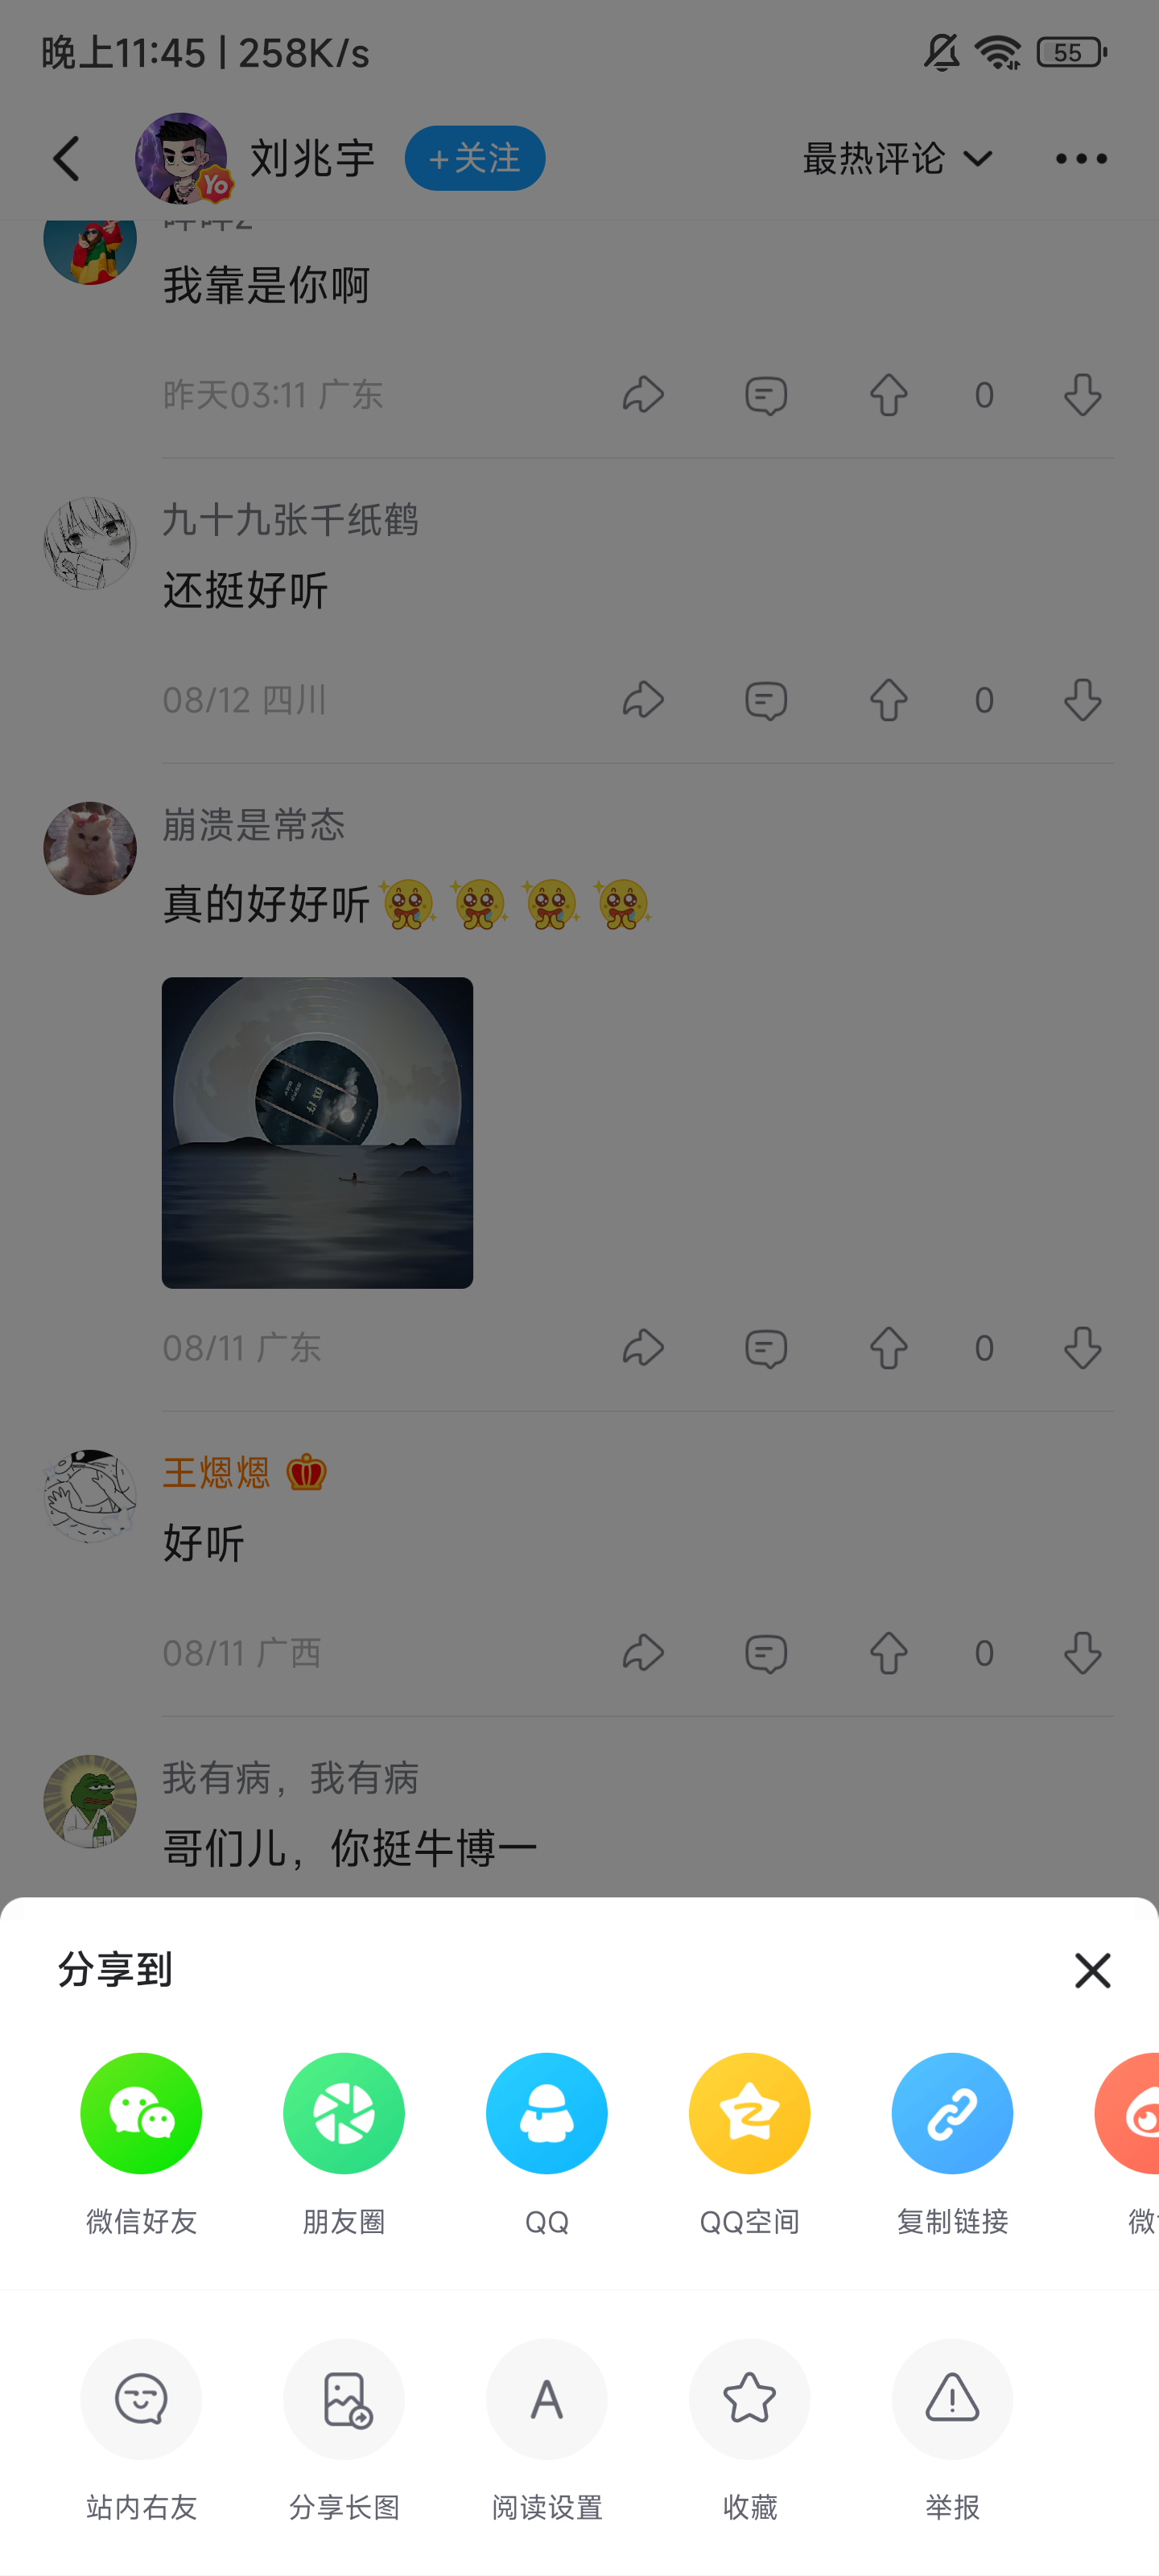 晚上11:45 | 258K/s
55
刘兆宇
Yo
+关注
最热评论
我靠是你啊
昨天03:11 广东
0
九十九张千纸鹤
还挺好听
08/12 四川
0
崩溃是常态
真的好好听
08/11 广东
0
王煾煾
好听
08/11 广西
0
我有病，我有病
哥们儿，你挺牛博一
分享到
微信好友
朋友圈
QQ
QQ空间
复制链接
微
站内右友
分享长图
阅读设置
收藏
举报